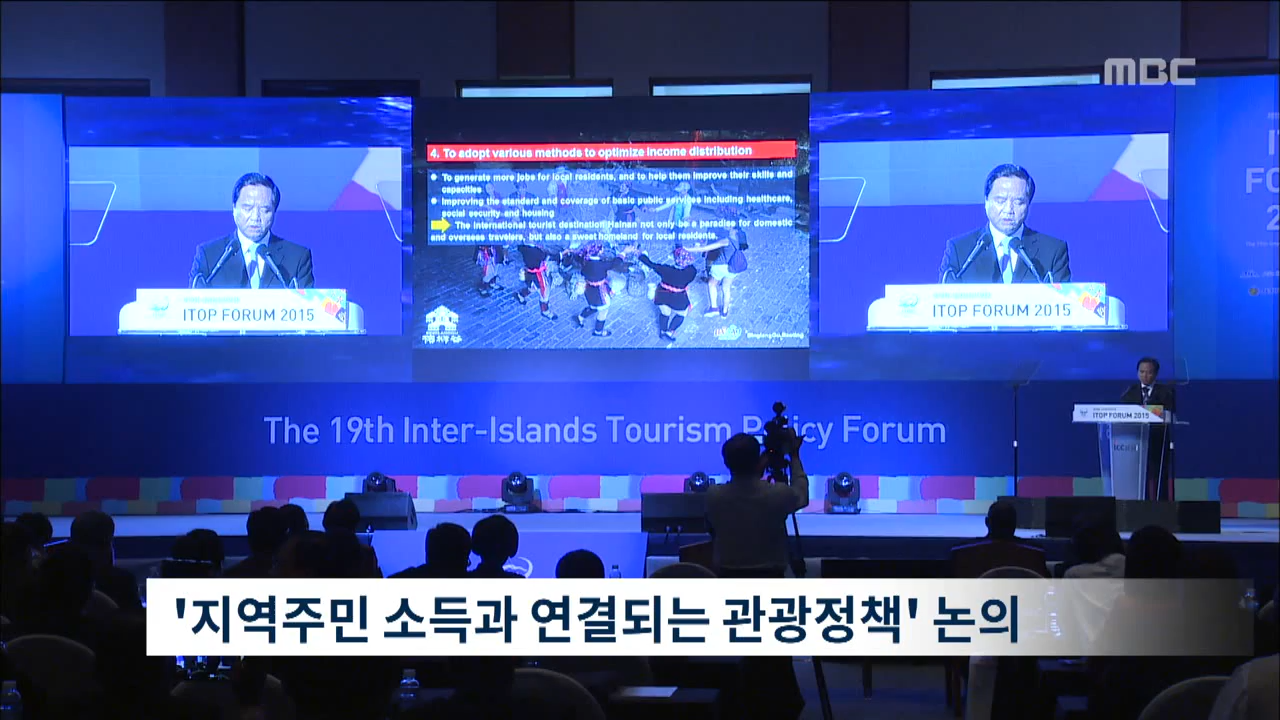 MBC
4. To adopt various methods to optimize income distribution
To generate more jobs for local residents, and to help them improve their skills and
capacities
Improving the standard and coverage of basic public services including healthcare,
social security and housing
The international tourist destination Hainan not only be a paradise for domestic
and overseas travelers, but also a sweet homeland for local residents.
ITOP FORUM 2015
ITOP FORUM 2015
The 19th Inter-Islands Tourism Policy Forum
ITOP FORUM 2015
'지역주민 소득과 연결되는 관광정책' 논의